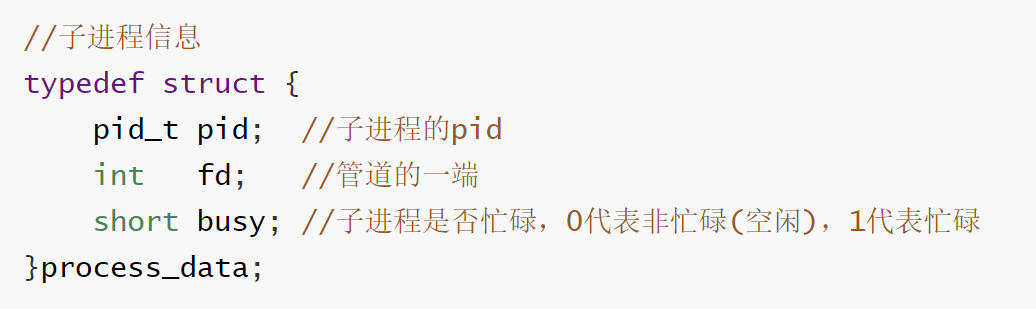 //子进程信息
typedef struct {
    pid_t pid;  //子进程的pid
    int   fd;   //管道的一端
    short busy; //子进程是否忙碌，0代表非忙碌(空闲)，1代表忙碌
}process_data;